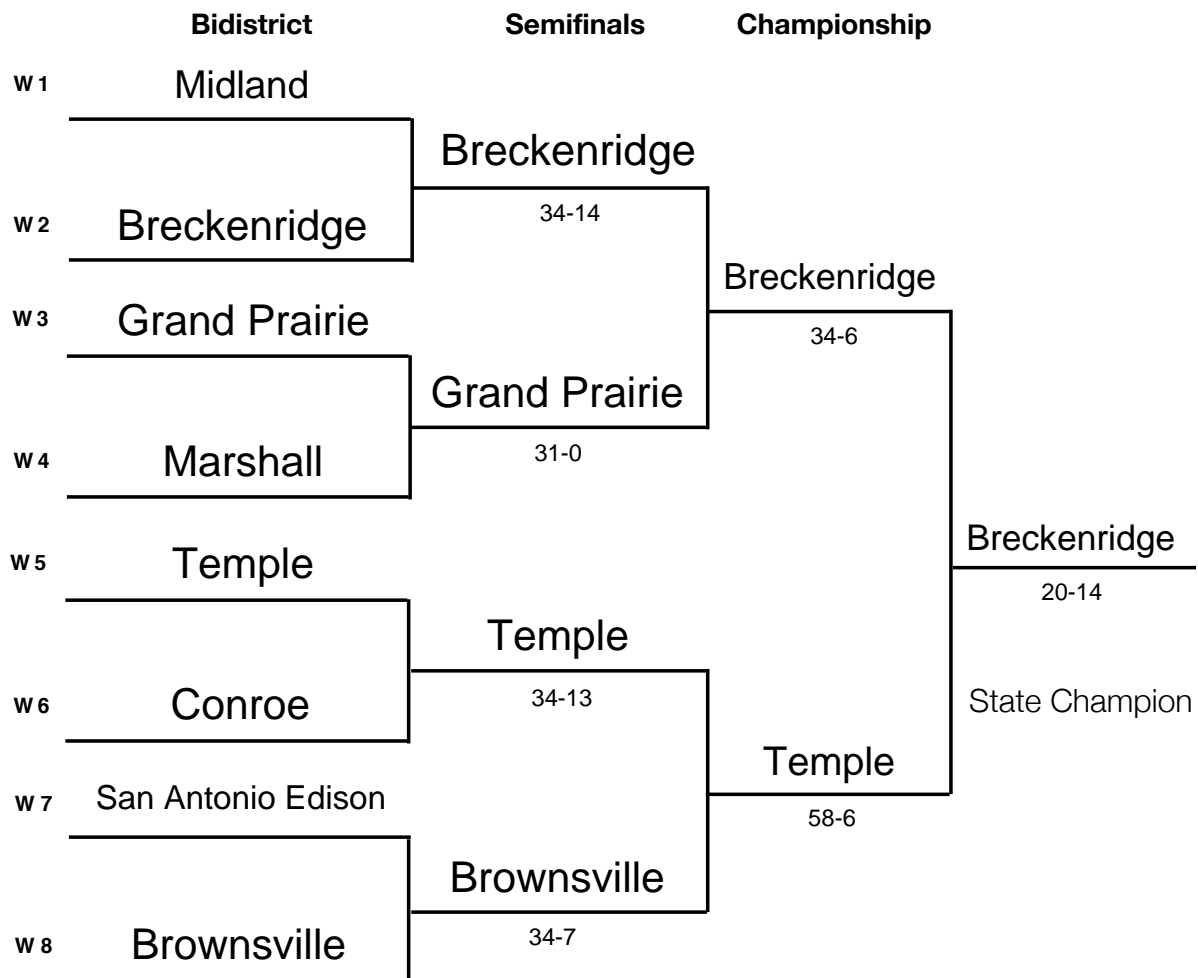 Bidistrict Semifinals Championship
W 1 Midland
Breckenridge
34-14
W 2 Breckenridge
Breckenridge
34-6
W 3 Grand Prairie
Grand Prairie
31-0
W 4 Marshall
Breckenridge
20-14
State Champion
W 5 Temple
Temple
34-13
W 6 Conroe
Temple
58-6
W 7 San Antonio Edison
Brownsville
34-7
W 8 Brownsville